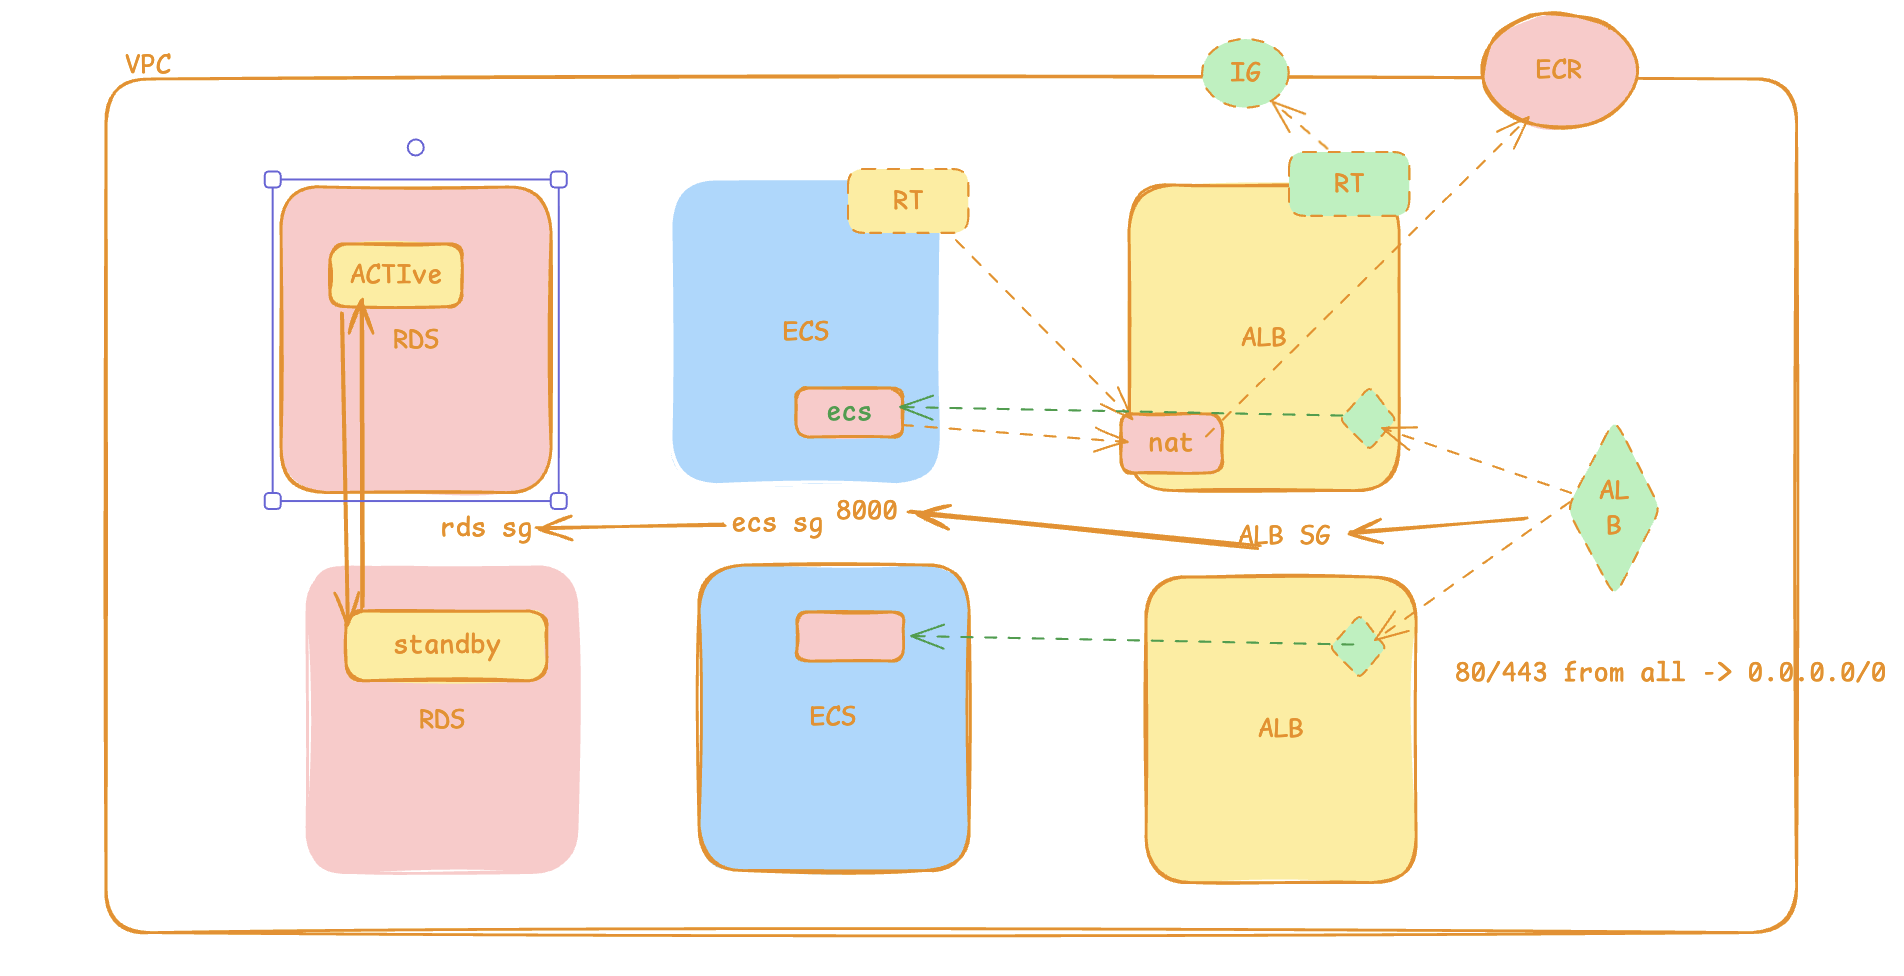 VPC
IG
ECR
RT
RT
ACTIve
RDS
ECS
ALB
ecs
nat
AL
B
rds sg
ecs sg
8000
ALB SG
standby
RDS
ECS
ALB
80/443 from all -> 0.0.0.0/0